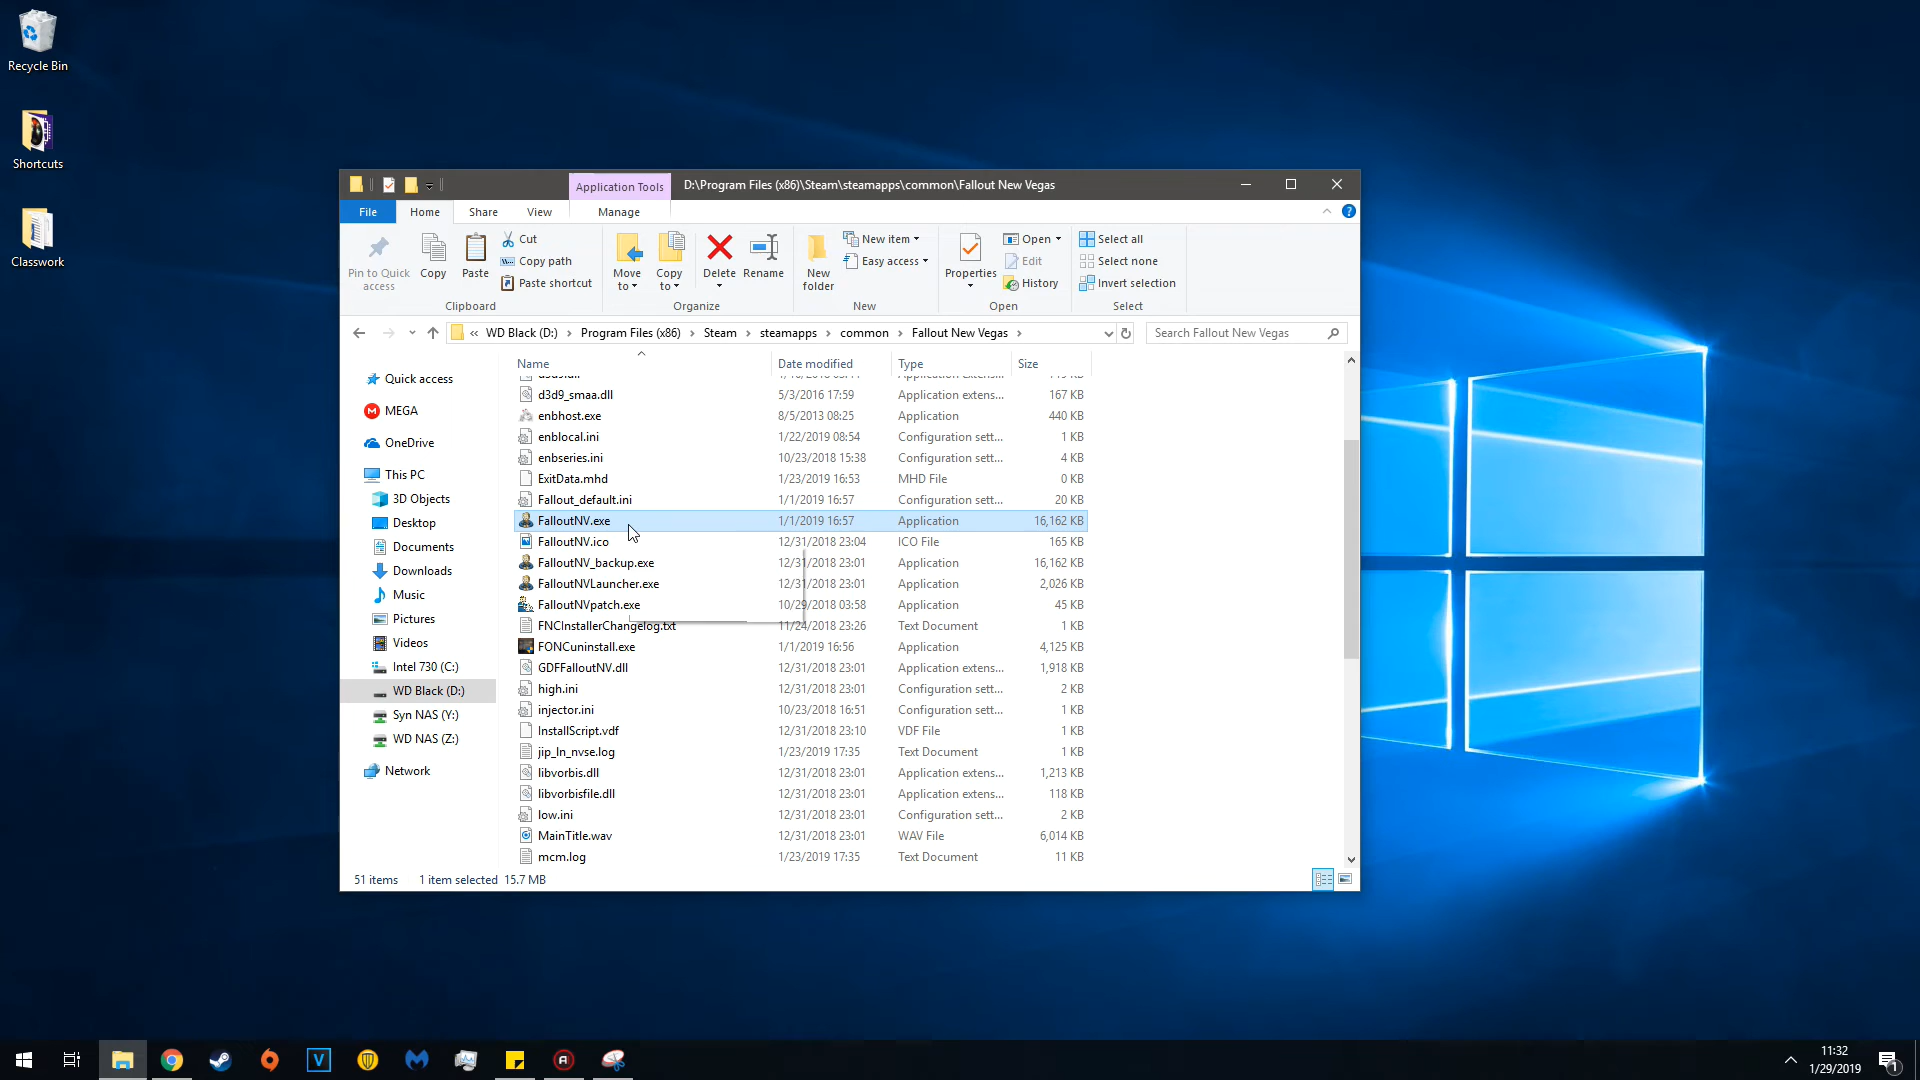 Recycle Bin
Shortcuts
Classwork
Application Tools
D:\Program Files (x86)\Steam\steamapps\common\Fallout New Vegas
File
Home
Share
View
Manage
Pin to Quick access
Copy
Paste
Cut
Copy path
Paste shortcut
Clipboard
Move to
Copy to
Delete
Rename
Organize
New folder
New item
Easy access
New
Properties
Open
Edit
History
Open
Select all
Select none
Invert selection
Select
« WD Black (D:) > Program Files (x86) > Steam > steamapps > common > Fallout New Vegas >
Search Fallout New Vegas
Quick access
MEGA
OneDrive
This PC
3D Objects
Desktop
Documents
Downloads
Music
Pictures
Videos
Intel 730 (C:)
WD Black (D:)
Syn NAS (Y:)
WD NAS (Z:)
Network
Name Date modified Type Size
d3d9_smaa.dll 5/3/2016 17:59 Application extens... 167 KB
enbhost.exe 8/5/2013 08:25 Application 440 KB
enblocal.ini 1/22/2019 08:54 Configuration sett... 1 KB
enbseries.ini 10/23/2018 15:38 Configuration sett... 4 KB
ExitData.mhd 1/23/2019 16:53 MHD File 0 KB
Fallout_default.ini 1/1/2019 16:57 Configuration sett... 20 KB
FalloutNV.exe 1/1/2019 16:57 Application 16,162 KB
FalloutNV.ico 12/31/2018 23:04 ICO File 165 KB
FalloutNV_backup.exe 12/31/2018 23:01 Application 16,162 KB
FalloutNVLauncher.exe 12/31/2018 23:01 Application 2,026 KB
FalloutNVpatch.exe 10/29/2018 03:58 Application 45 KB
FNCInstallerChangelog.txt 11/24/2018 23:26 Text Document 1 KB
FONCuninstall.exe 1/1/2019 16:56 Application 4,125 KB
GDFFalloutNV.dll 12/31/2018 23:01 Application extens... 1,918 KB
high.ini 12/31/2018 23:01 Configuration sett... 2 KB
injector.ini 10/23/2018 16:51 Configuration sett... 1 KB
InstallScript.vdf 12/31/2018 23:10 VDF File 1 KB
jip_ln_nvse.log 1/23/2019 17:35 Text Document 1 KB
libvorbis.dll 12/31/2018 23:01 Application extens... 1,213 KB
libvorbisfile.dll 12/31/2018 23:01 Application extens... 118 KB
low.ini 12/31/2018 23:01 Configuration sett... 2 KB
MainTitle.wav 12/31/2018 23:01 WAV File 6,014 KB
mcm.log 1/23/2019 17:35 Text Document 11 KB
51 items 1 item selected 15.7 MB
11:32
1/29/2019
1